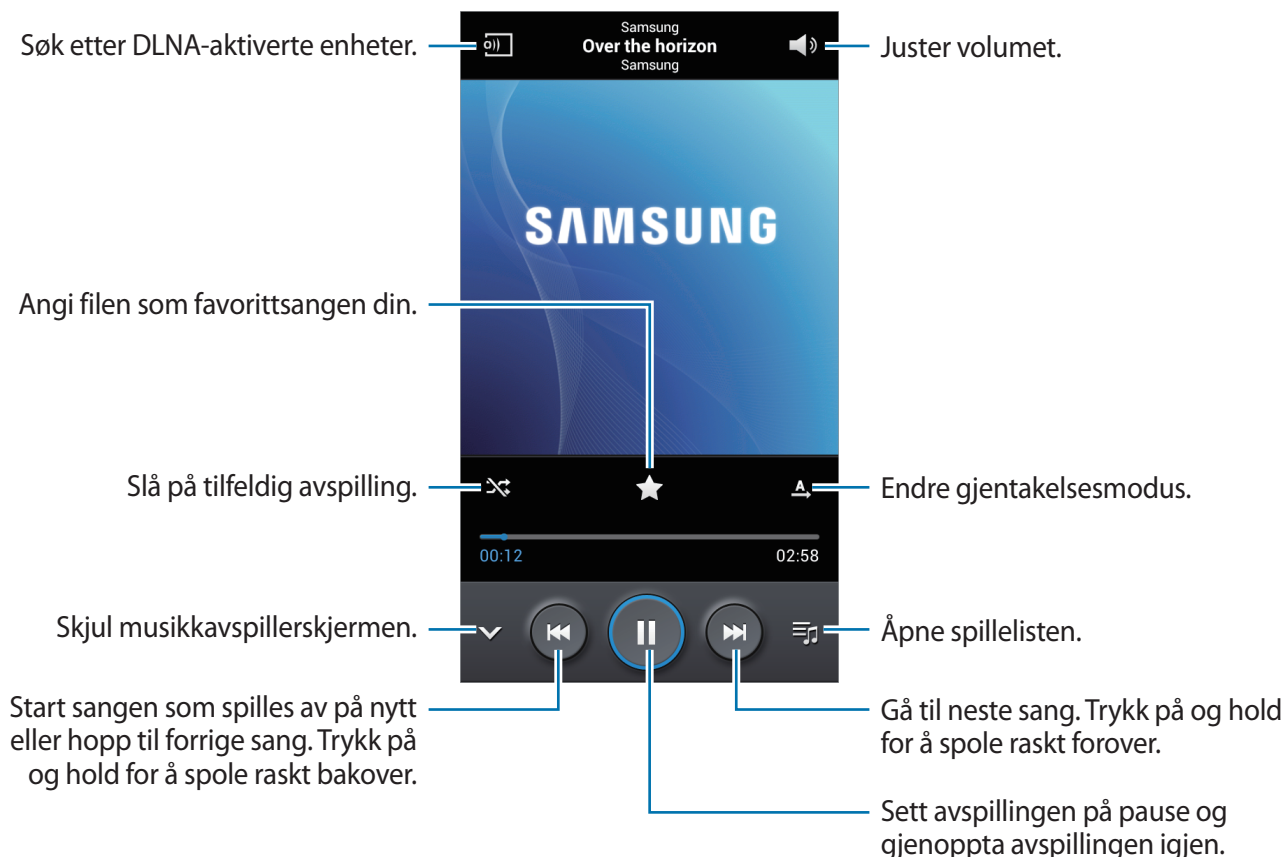 Søk etter DLNA-aktiverte enheter.
Samsung
Over the horizon
Samsung
Juster volumet.
SAMSUNG
Angi filen som favorittsangen din.
Slå på tilfeldig avspilling.
A
Endre gjentakelsesmodus.
00:12
02:58
Skjul musikkavspillerskjermen.
Åpne spillelisten.
Start sangen som spilles av på nytt
eller hopp til forrige sang. Trykk på
og hold for å spole raskt bakover.
Gå til neste sang. Trykk på og hold
for å spole raskt forover.
Sett avspillingen på pause og
gjenoppta avspillingen igjen.